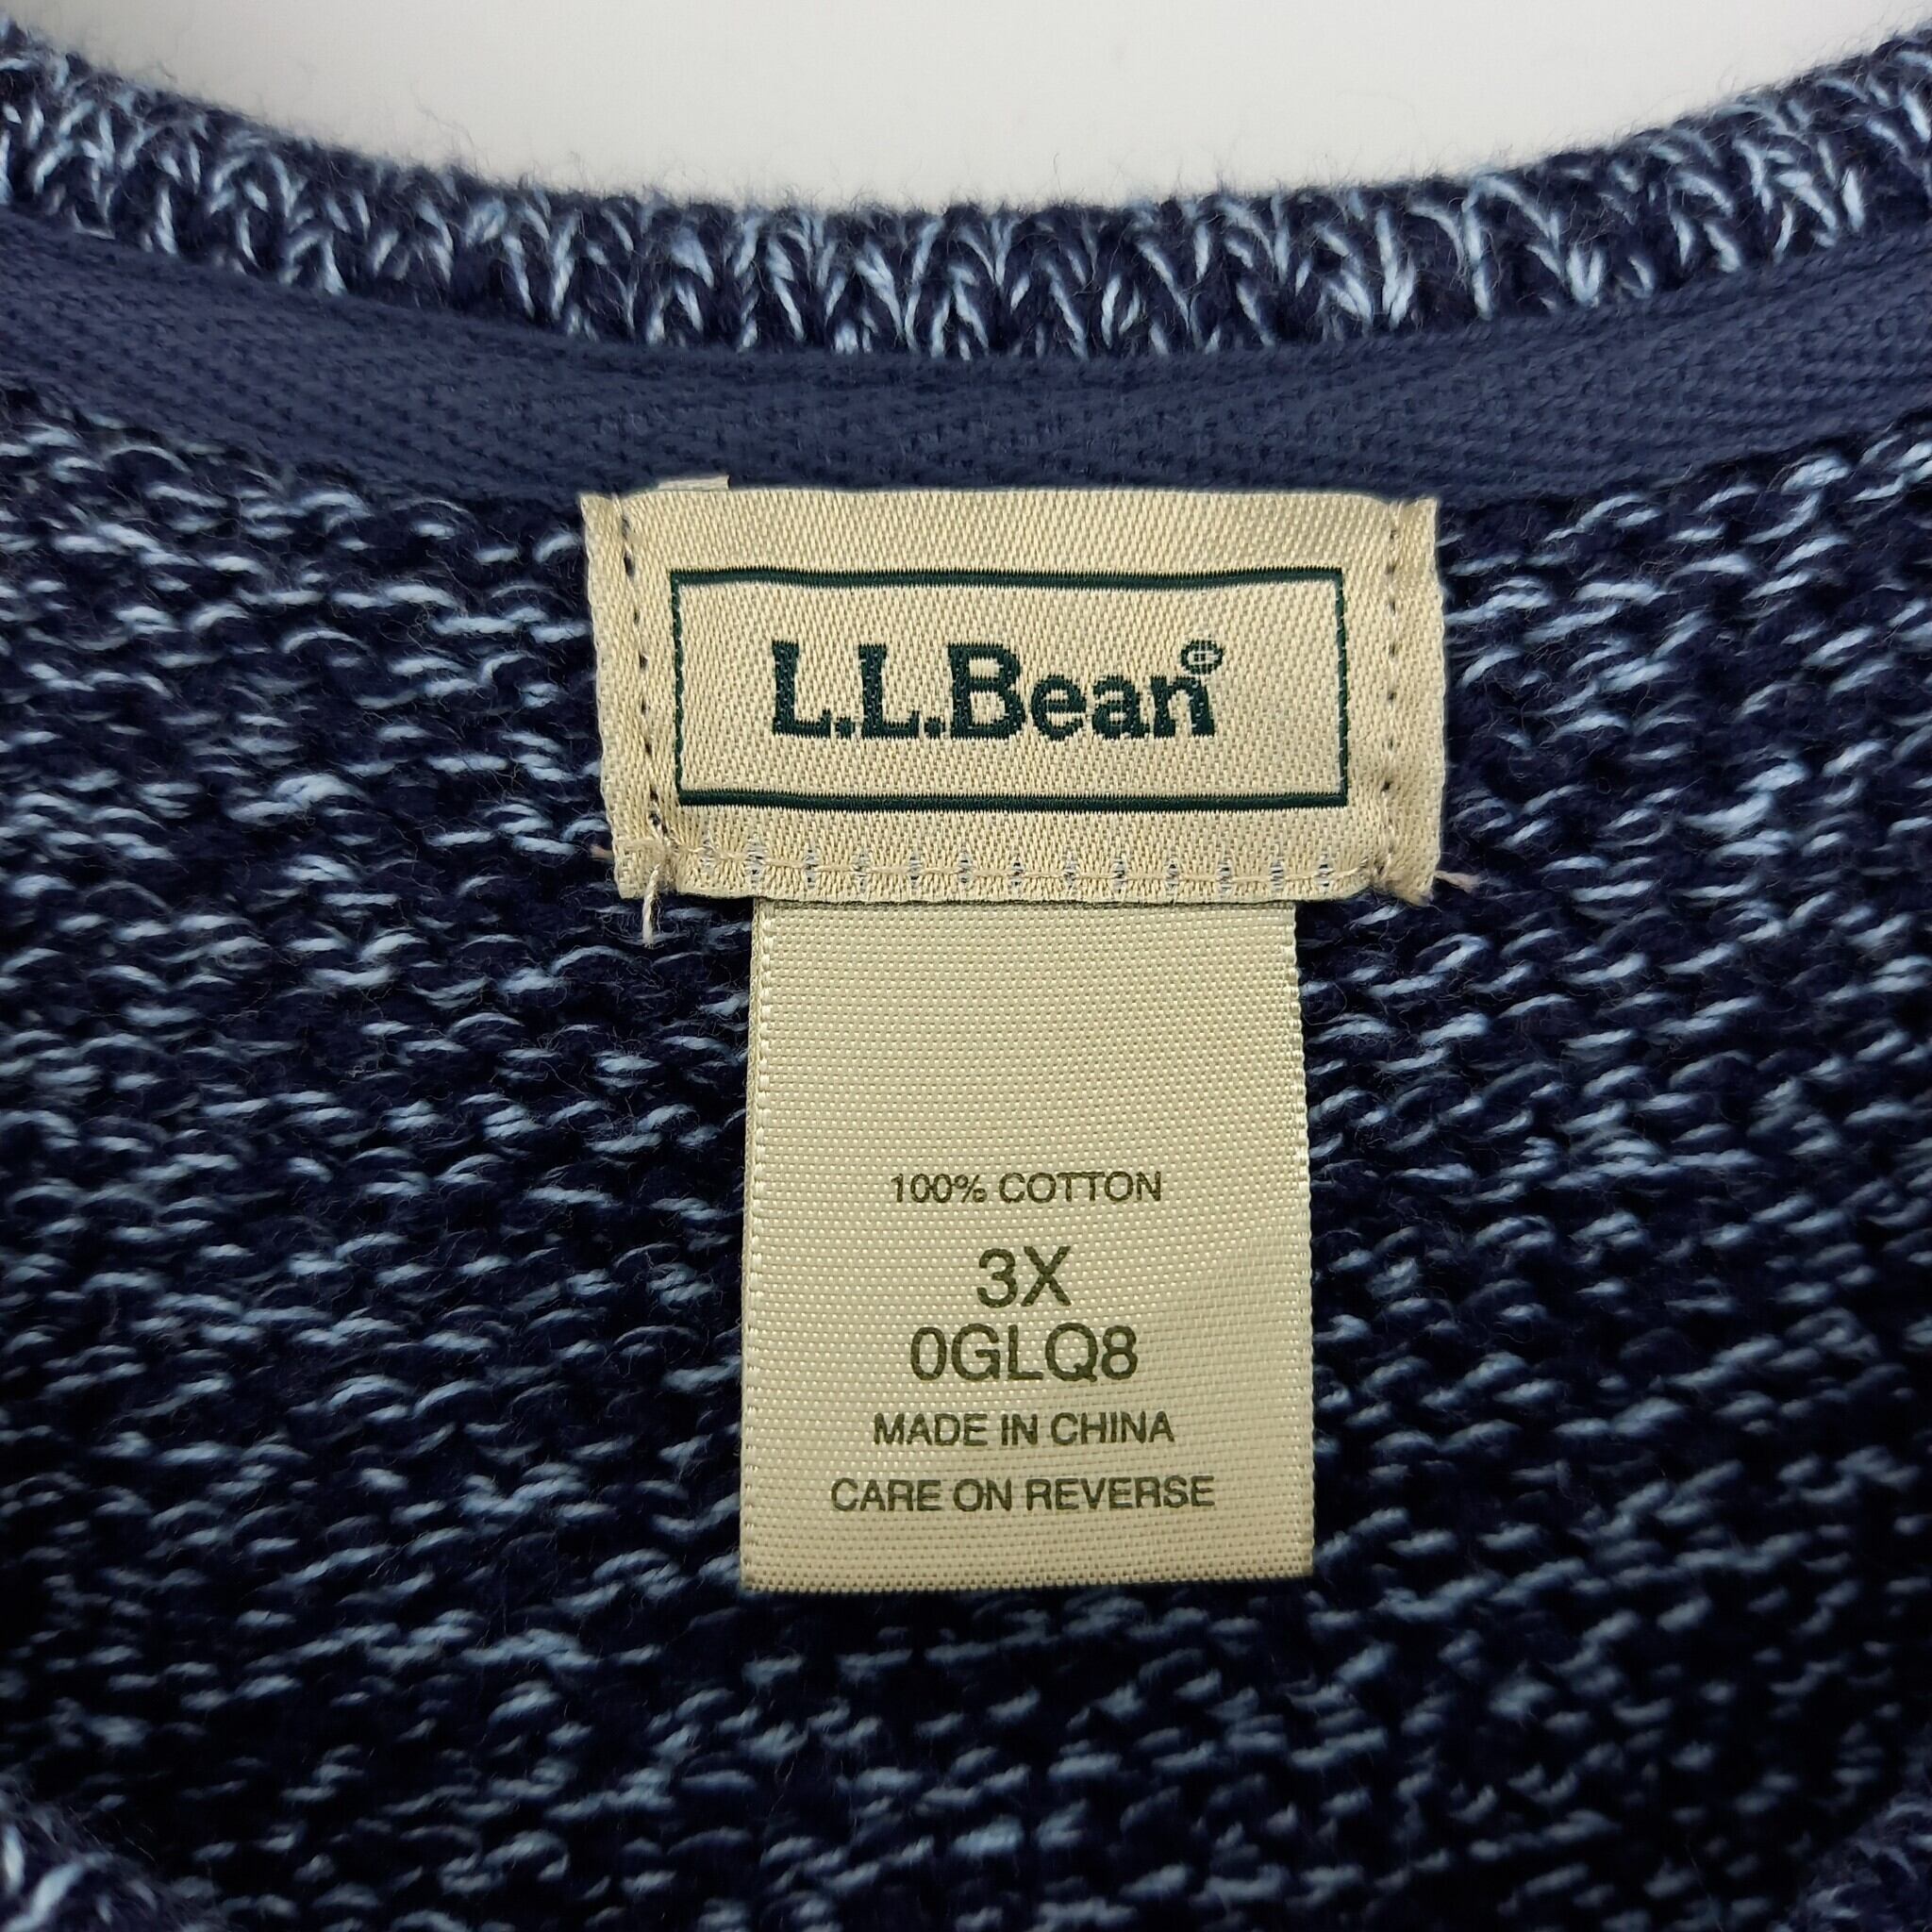 L.L.Bean®
100% COTTON
3X
0GLQ8
MADE IN CHINA
CARE ON REVERSE